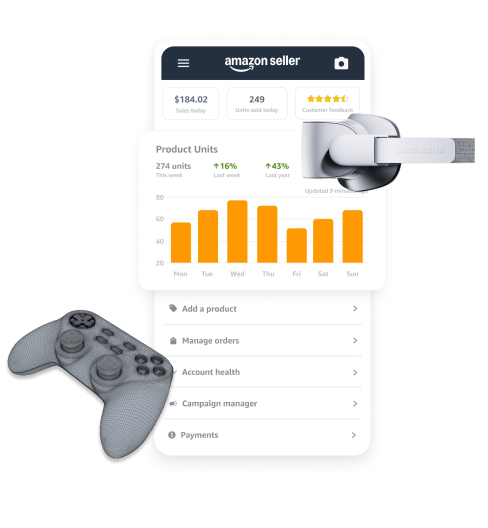 amazon seller
$184.02 249
Sales today Units sold today Customer feedback
Product Units
274 units 16% 43%
This week Last week Last year
Updated 9 minutes ago
80
60
40
20
Mon Tue Wed Thu Fri Sat Sun
Add a product
Manage orders
Account health
Campaign manager
Payments